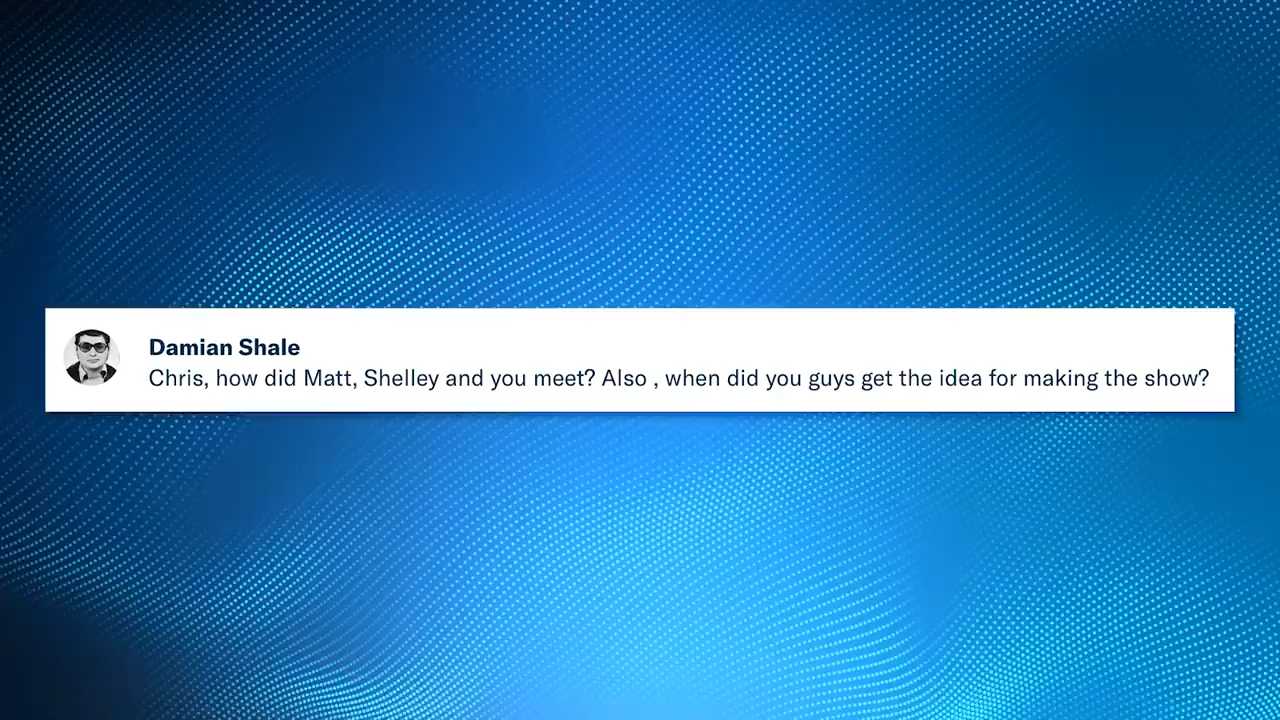 Damian Shale
Chris, how did Matt, Shelley and you meet? Also , when did you guys get the idea for making the show?